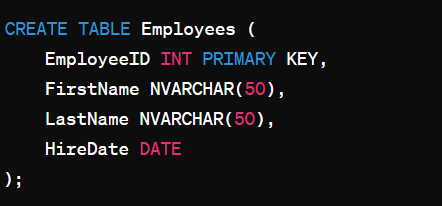 CREATE TABLE Employees (
    EmployeeID INT PRIMARY KEY,
    FirstName NVARCHAR(50),
    LastName NVARCHAR(50),
    HireDate DATE
);